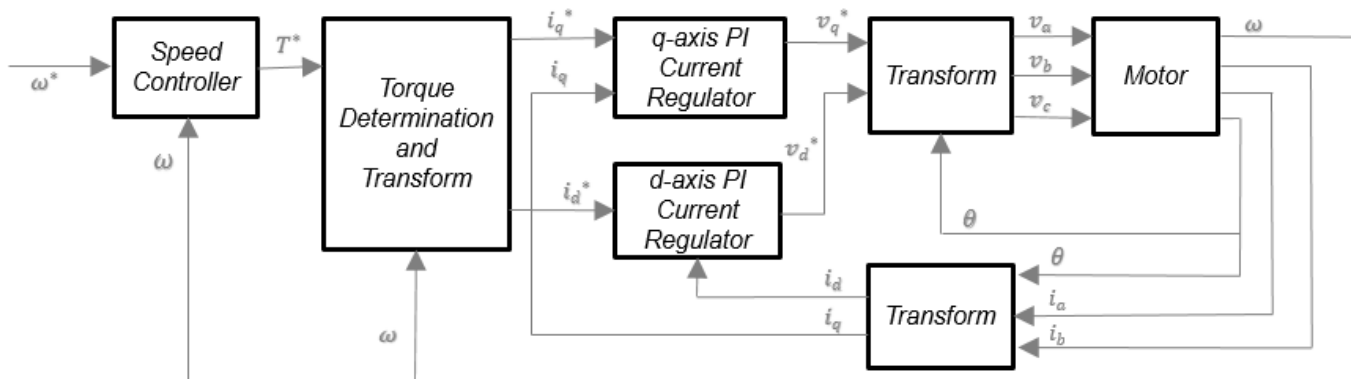 ω*
Speed
Controller
ω
T*
Torque
Determination
and
Transform
ω
i_q*
i_q
i_d*
q-axis PI
Current
Regulator
d-axis PI
Current
Regulator
v_q*
v_d*
Transform
v_a
v_b
v_c
Motor
ω
θ
θ
i_a
i_b
Transform
i_d
i_q